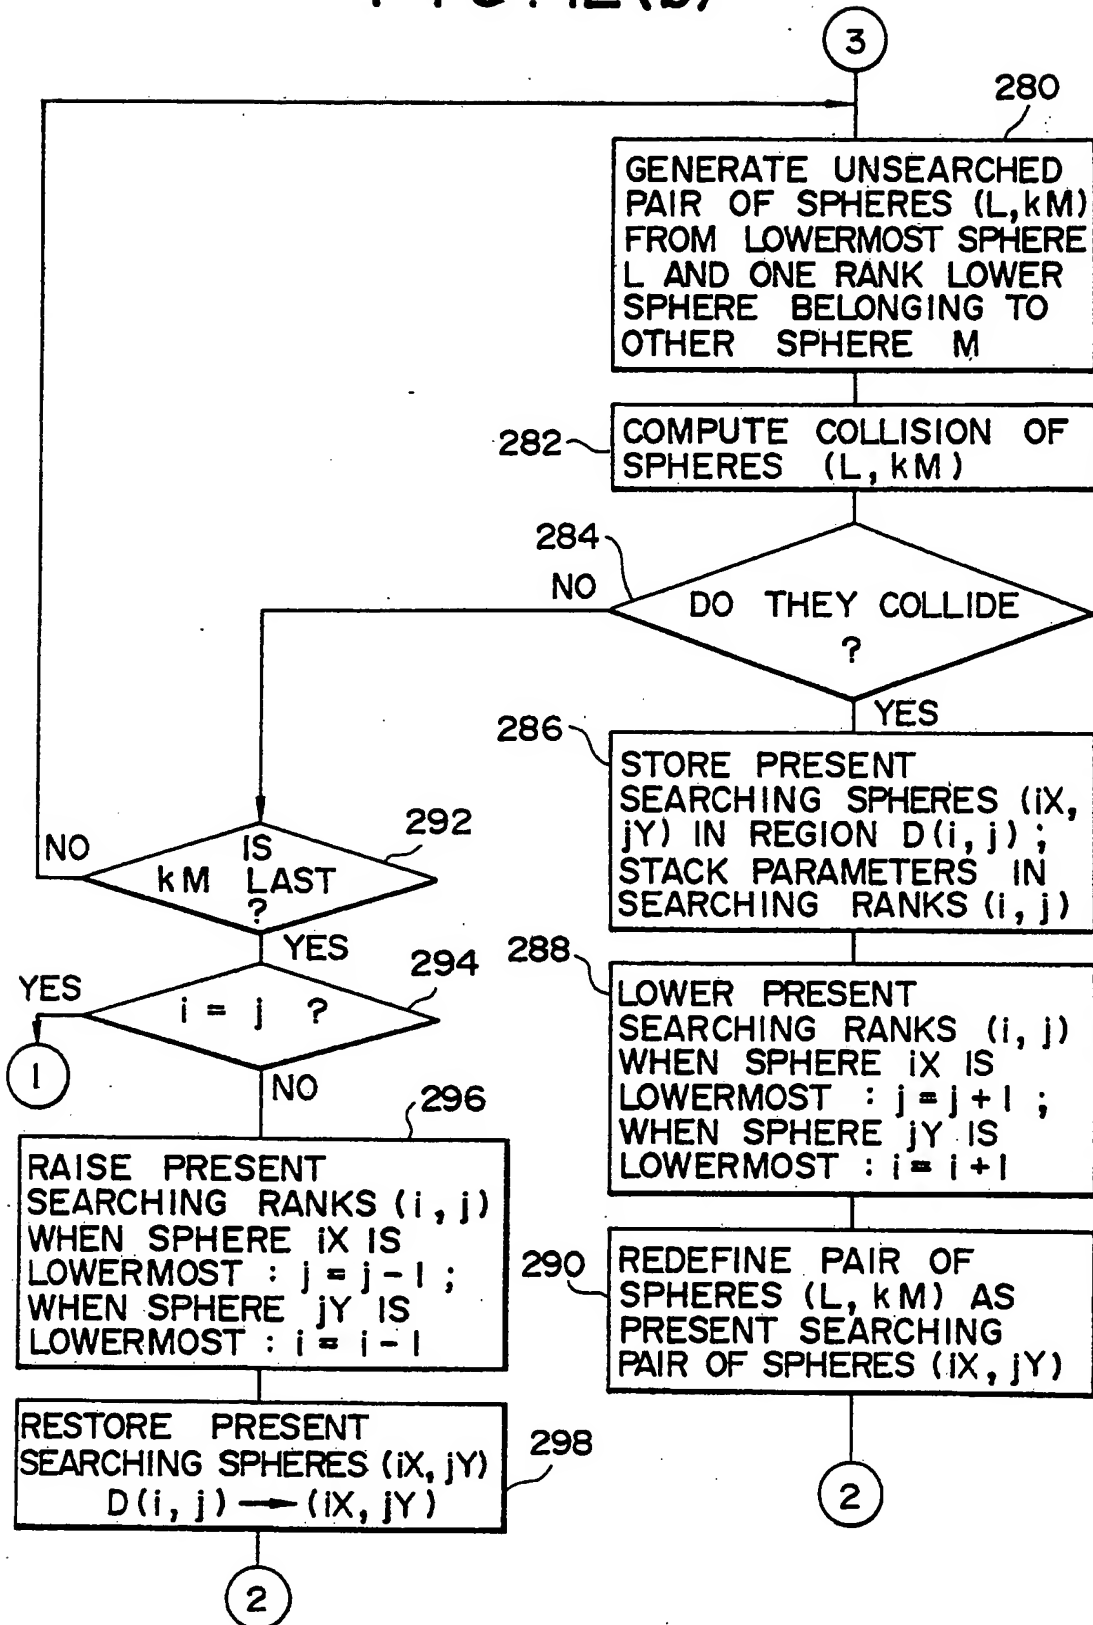 3
280
GENERATE UNSEARCHED
PAIR OF SPHERES (L,kM)
FROM LOWERMOST SPHERE
L AND ONE RANK LOWER
SPHERE BELONGING TO
OTHER SPHERE M
282
COMPUTE COLLISION OF
SPHERES (L, kM)
284
NO
DO THEY COLLIDE
?
YES
286
STORE PRESENT
SEARCHING SPHERES (iX,
jY) IN REGION D(i, j) ;
STACK PARAMETERS IN
SEARCHING RANKS (i, j)
292
NO
IS
kM LAST
?
YES
294
YES
i = j ?
1
NO
288
LOWER PRESENT
SEARCHING RANKS (i, j)
WHEN SPHERE iX IS
LOWERMOST : j = j + 1 ;
WHEN SPHERE jY IS
LOWERMOST : i = i + 1
296
RAISE PRESENT
SEARCHING RANKS (i, j)
WHEN SPHERE iX IS
LOWERMOST : j = j - 1 ;
WHEN SPHERE jY IS
LOWERMOST : i = i - 1
290
REDEFINE PAIR OF
SPHERES (L, kM) AS
PRESENT SEARCHING
PAIR OF SPHERES (iX, jY)
2
298
RESTORE PRESENT
SEARCHING SPHERES (iX, jY)
D(i, j) → (iX, jY)
2